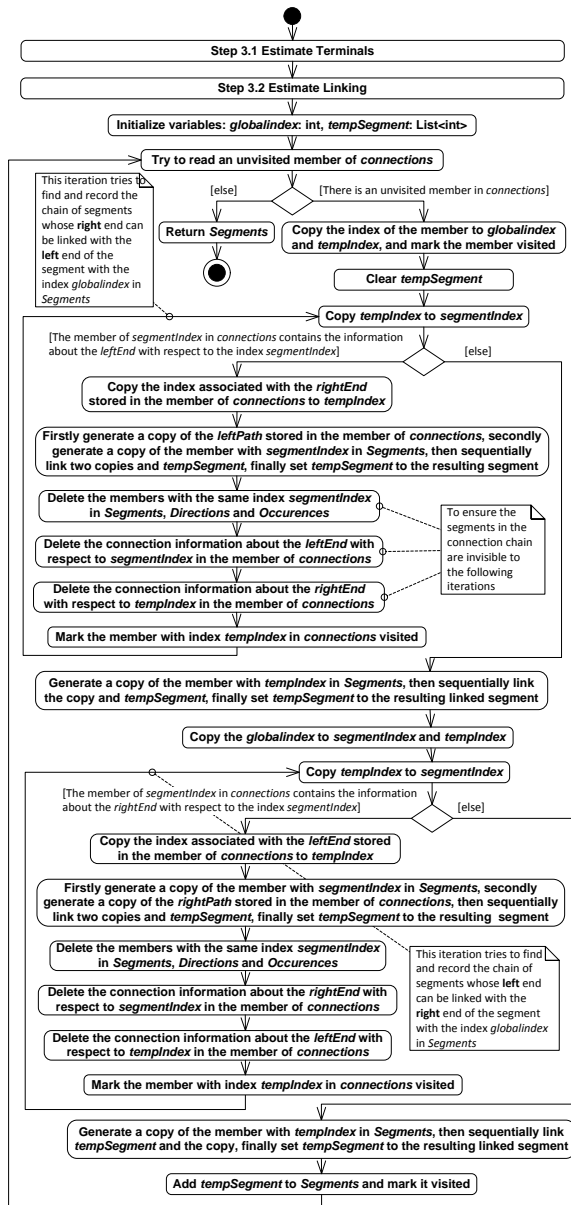 Step 3.1 Estimate Terminals
Step 3.2 Estimate Linking
Initialize variables: globalindex: int, tempSegment: List<int>
Try to read an unvisited member of connections
This iteration tries to
find and record the
chain of segments
whose right end can
be linked with the
left end of the
segment with the
index globalindex in
Segments
[else]
[There is an unvisited member in connections]
Return Segments
Copy the index of the member to globalindex
and tempIndex, and mark the member visited
Clear tempSegment
Copy tempIndex to segmentIndex
[The member of segmentIndex in connections contains the information
about the leftEnd with respect to the index segmentIndex]
[else]
Copy the index associated with the rightEnd
stored in the member of connections to tempIndex
Firstly generate a copy of the leftPath stored in the member of connections, secondly
generate a copy of the member with segmentIndex in Segments, then sequentially
link two copies and tempSegment, finally set tempSegment to the resulting segment
Delete the members with the same index segmentIndex
in Segments, Directions and Occurences
Delete the connection information about the leftEnd with
respect to segmentIndex in the member of connections
Delete the connection information about the rightEnd
with respect to tempIndex in the member of connections
Mark the member with index tempIndex in connections visited
To ensure the
segments in the
connection chain
are invisible to
the following
iterations
Generate a copy of the member with tempIndex in Segments, then sequentially link
the copy and tempSegment, finally set tempSegment to the resulting linked segment
Copy the globalindex to segmentIndex and tempIndex
Copy tempIndex to segmentIndex
[The member of segmentIndex in connections contains the information
about the rightEnd with respect to the index segmentIndex]
[else]
Copy the index associated with the leftEnd stored
in the member of connections to tempIndex
Firstly generate a copy of the member with segmentIndex in Segments, secondly
generate a copy of the rightPath stored in the member of connections, then sequentially
link two copies and tempSegment, finally set tempSegment to the resulting segment
Delete the members with the same index segmentIndex
in Segments, Directions and Occurences
Delete the connection information about the rightEnd with
respect to segmentIndex in the member of connections
Delete the connection information about the leftEnd with
respect to tempIndex in the member of connections
Mark the member with index tempIndex in connections visited
This iteration tries to find
and record the chain of
segments whose left end
can be linked with the
right end of the segment
with the index globalindex
in Segments
Generate a copy of the member with tempIndex in Segments, then sequentially link
tempSegment and the copy, finally set tempSegment to the resulting linked segment
Add tempSegment to Segments and mark it visited